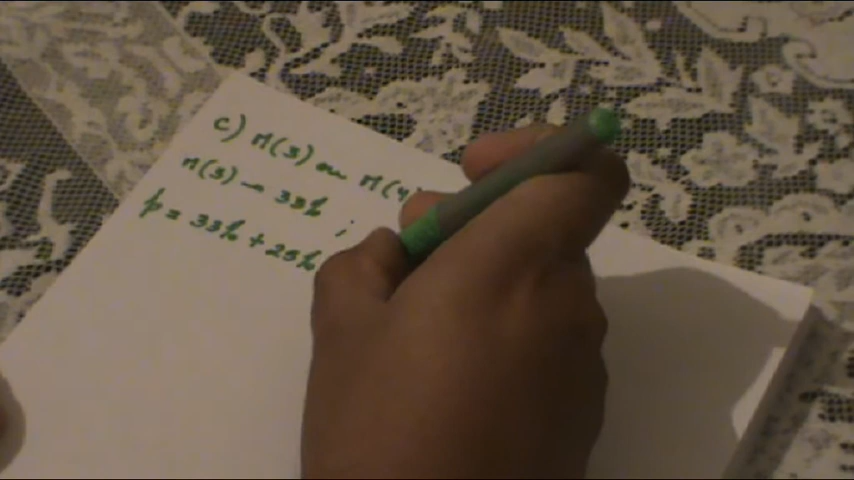 c) M(3) ou M(4)
M(3) - 33% ;
p = 33% + 25%